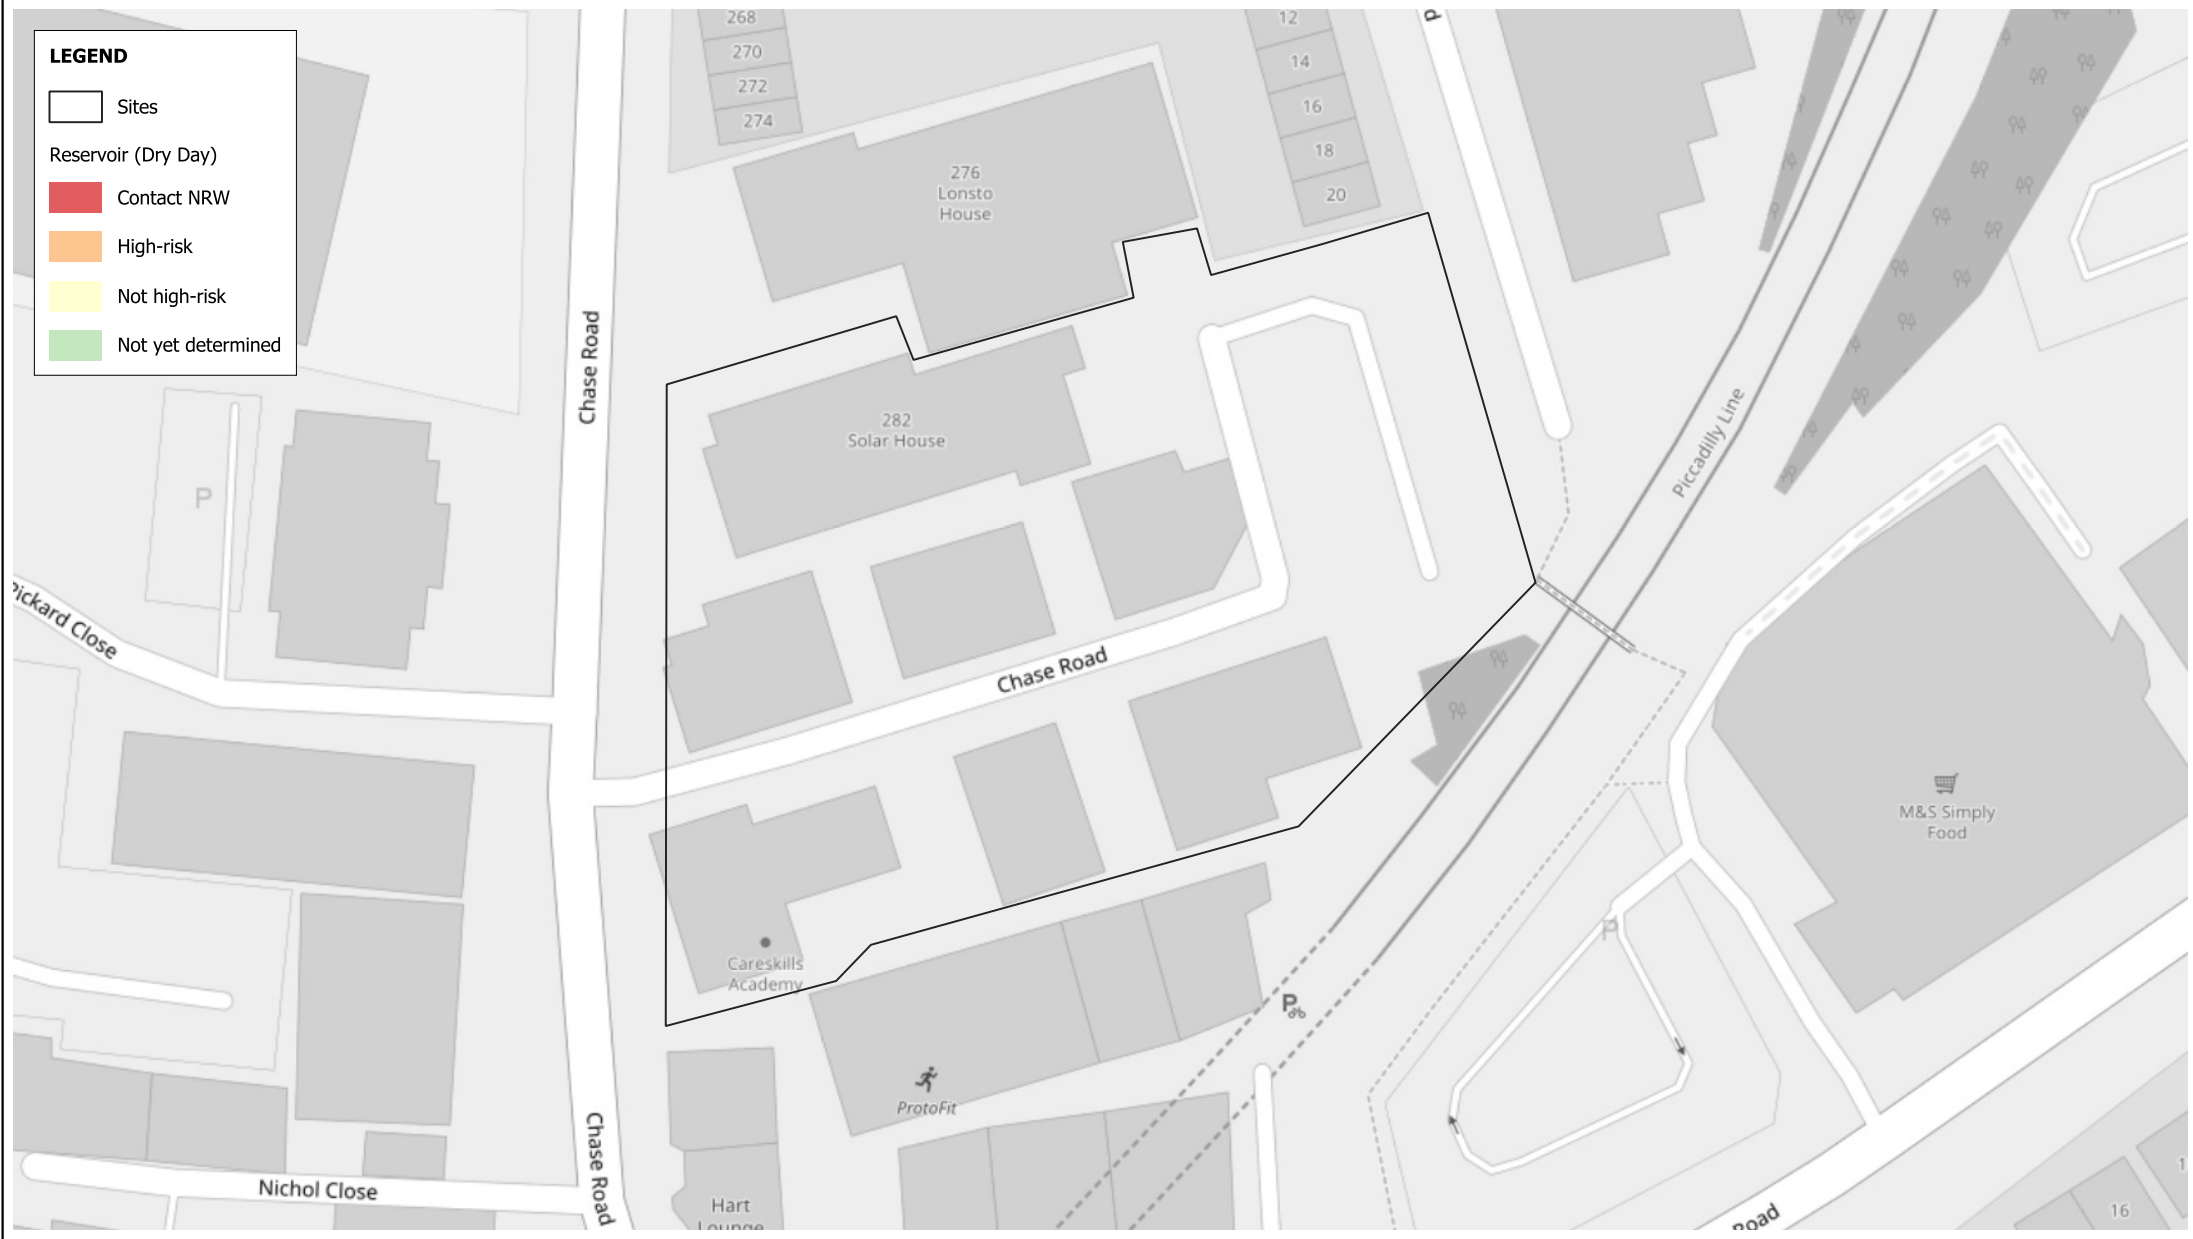 LEGEND
Sites
Reservoir (Dry Day)
Contact NRW
High-risk
Not high-risk
Not yet determined
268
270
272
274
12
14
16
18
20
276
Lonsto
House
Chase Road
282
Solar House
Piccadilly Line
P
Pickard Close
Chase Road
M&S Simply
Food
P
Careskills
Academy
P
ProtoFit
Chase Road
Nichol Close
Hart
Lounge
Road
16